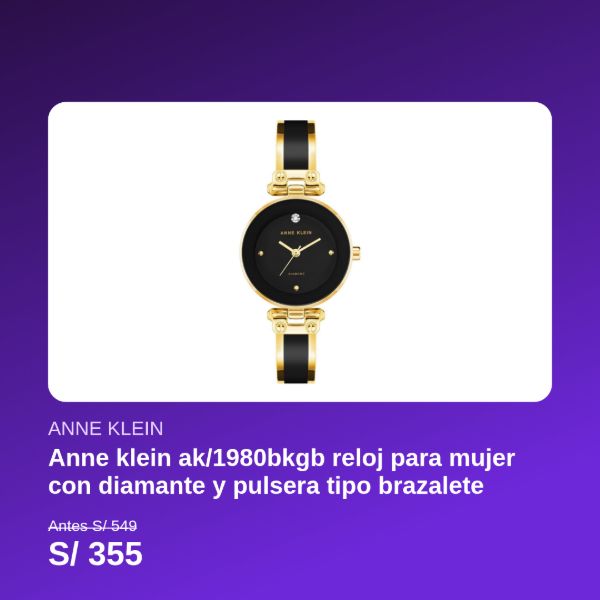 ANNE KLEIN
DIAMOND
ANNE KLEIN
Anne klein ak/1980bkgb reloj para mujer
con diamante y pulsera tipo brazalete
Antes S/ 549
S/ 355